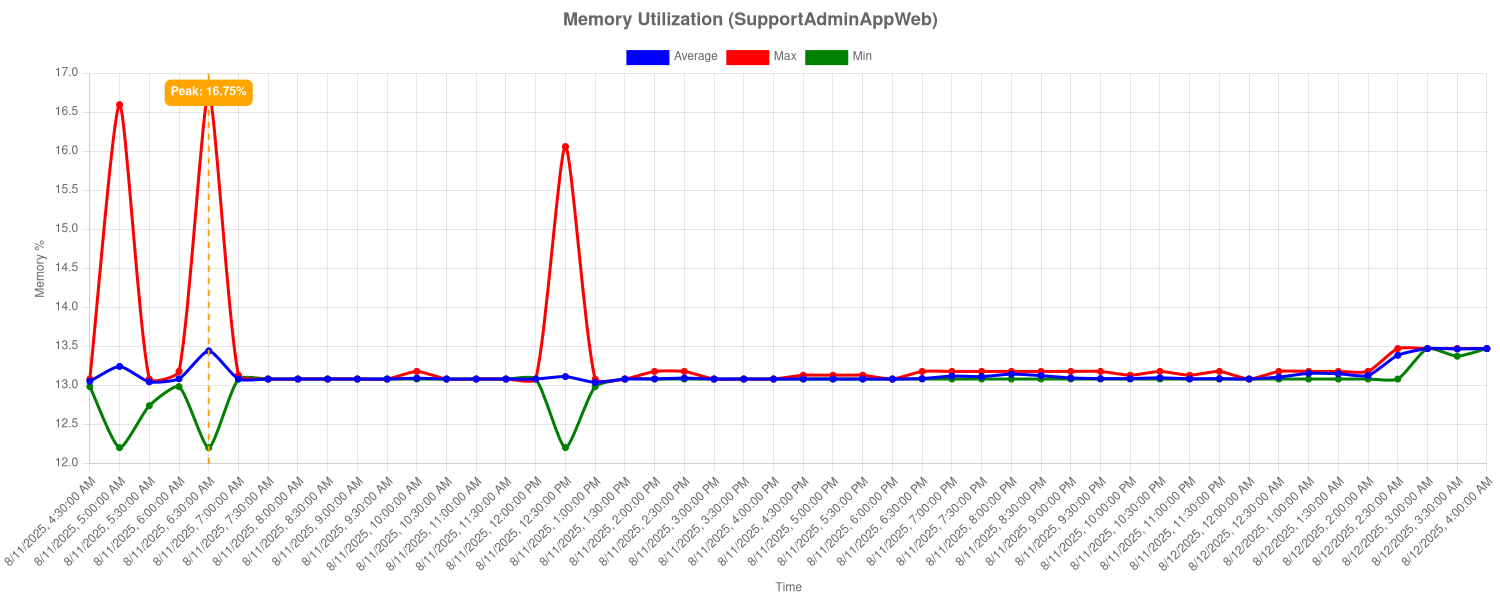 Memory Utilization (SupportAdminAppWeb)
Average Max Min
Peak: 16.75%
17.0
16.5
16.0
15.5
15.0
14.5
14.0
13.5
13.0
12.5
12.0
Memory %
8/11/2025, 4:30:00 AM
8/11/2025, 5:00:00 AM
8/11/2025, 5:30:00 AM
8/11/2025, 6:00:00 AM
8/11/2025, 6:30:00 AM
8/11/2025, 7:00:00 AM
8/11/2025, 7:30:00 AM
8/11/2025, 8:00:00 AM
8/11/2025, 8:30:00 AM
8/11/2025, 9:00:00 AM
8/11/2025, 9:30:00 AM
8/11/2025, 10:00:00 AM
8/11/2025, 10:30:00 AM
8/11/2025, 11:00:00 AM
8/11/2025, 11:30:00 AM
8/11/2025, 12:00:00 PM
8/11/2025, 12:30:00 PM
8/11/2025, 1:00:00 PM
8/11/2025, 1:30:00 PM
8/11/2025, 2:00:00 PM
8/11/2025, 2:30:00 PM
8/11/2025, 3:00:00 PM
8/11/2025, 3:30:00 PM
8/11/2025, 4:00:00 PM
8/11/2025, 4:30:00 PM
8/11/2025, 5:00:00 PM
8/11/2025, 5:30:00 PM
8/11/2025, 6:00:00 PM
8/11/2025, 6:30:00 PM
8/11/2025, 7:00:00 PM
8/11/2025, 7:30:00 PM
8/11/2025, 8:00:00 PM
8/11/2025, 8:30:00 PM
8/11/2025, 9:00:00 PM
8/11/2025, 9:30:00 PM
8/11/2025, 10:00:00 PM
8/11/2025, 10:30:00 PM
8/11/2025, 11:00:00 PM
8/11/2025, 11:30:00 PM
8/12/2025, 12:00:00 AM
8/12/2025, 12:30:00 AM
8/12/2025, 1:00:00 AM
8/12/2025, 1:30:00 AM
8/12/2025, 2:00:00 AM
8/12/2025, 2:30:00 AM
8/12/2025, 3:00:00 AM
8/12/2025, 3:30:00 AM
8/12/2025, 4:00:00 AM
Time